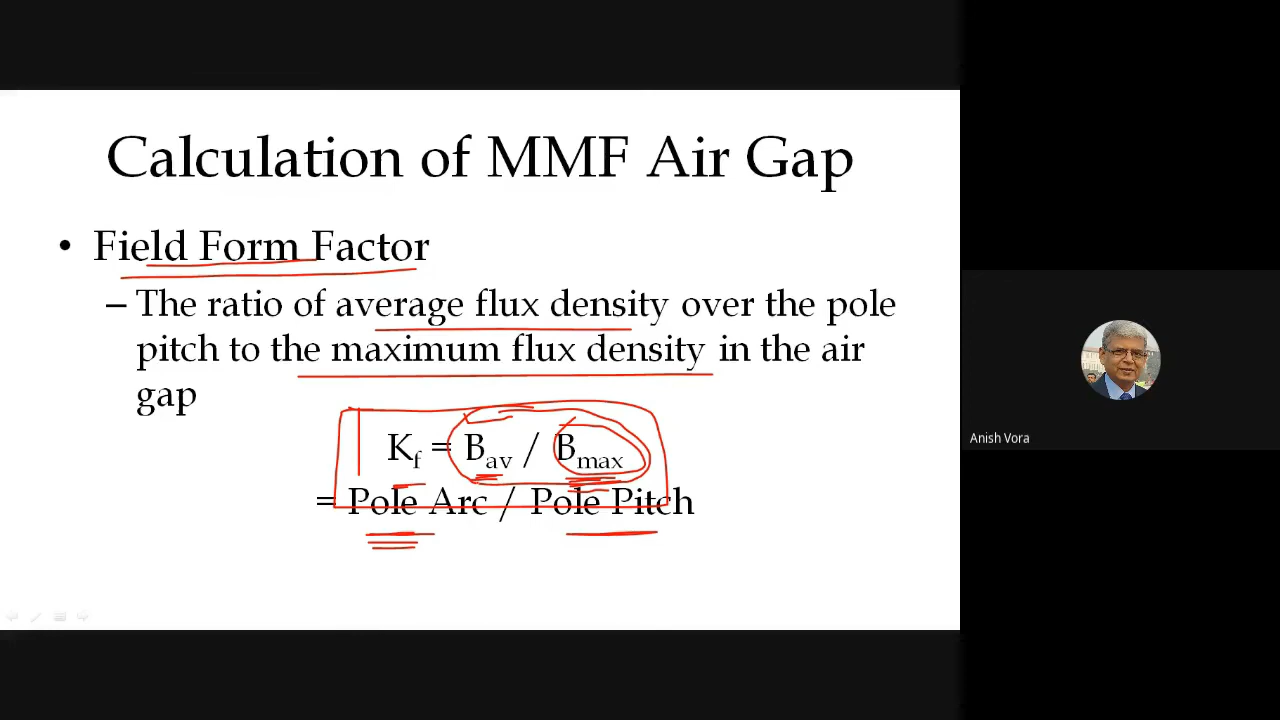 Calculation of MMF Air Gap
• Field Form Factor
– The ratio of average flux density over the pole
pitch to the maximum flux density in the air
gap
Kf = Bav / Bmax
= Pole Arc / Pole Pitch
Anish Vora